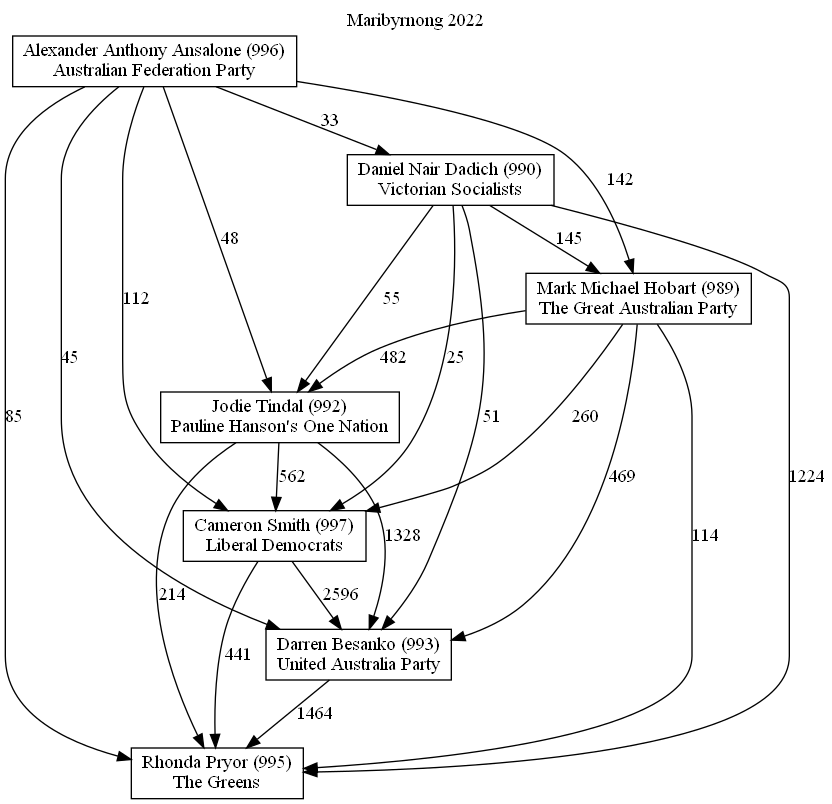 Maribyrnong 2022
Alexander Anthony Ansalone (996)
Australian Federation Party
33
Daniel Nair Dadich (990)
Victorian Socialists
142
48
145
Mark Michael Hobart (989)
The Great Australian Party
112
55
45
482
25
Jodie Tindal (992)
Pauline Hanson's One Nation
85
51
260
562
469
1224
Cameron Smith (997)
Liberal Democrats
1328
114
214
2596
Darren Besanko (993)
United Australia Party
441
1464
Rhonda Pryor (995)
The Greens